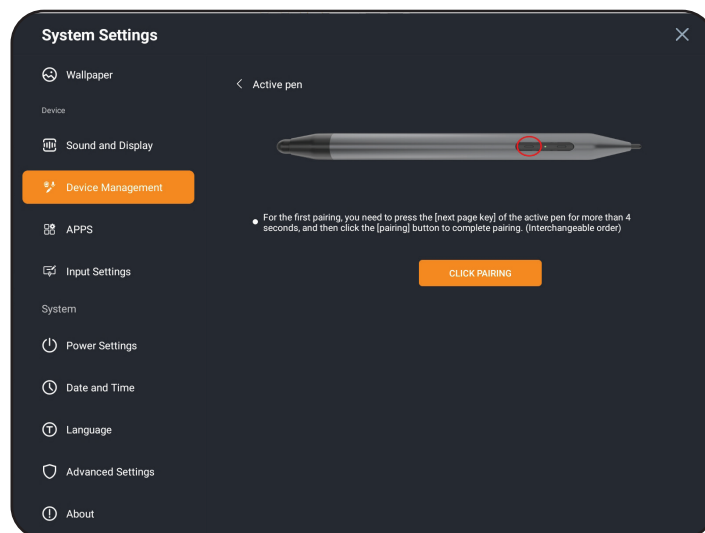 System Settings
Wallpaper
Active pen
Device
Sound and Display
Device Management
For the first pairing, you need to press the [next page key] of the active pen for more than 4
seconds, and then click the [pairing] button to complete pairing. (Interchangeable order)
APPS
Input Settings
CLICK PAIRING
System
Power Settings
Date and Time
Language
Advanced Settings
About